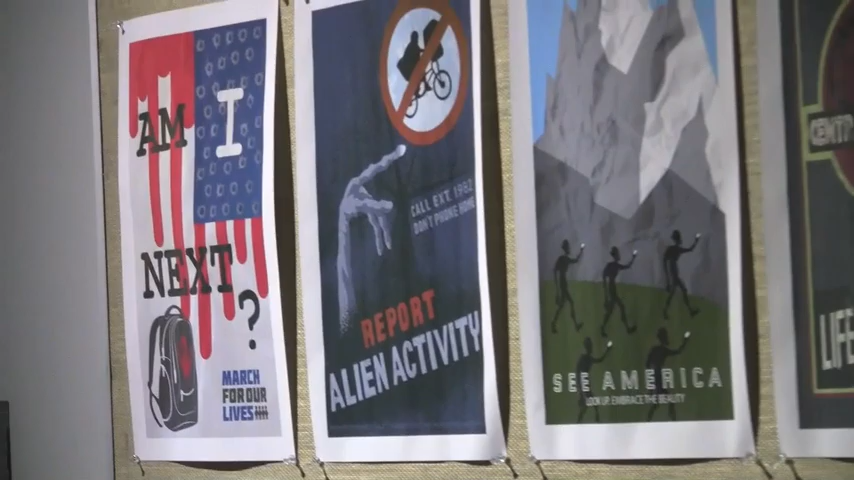 AM I
NEXT
?
MARCH
FOR OUR
LIVES
CALL EXT. 1982
DON'T PHONE HOME
REPORT
ALIEN ACTIVITY
SEE AMERICA
LOOK UP. EMBRACE THE BEAUTY
LIFE